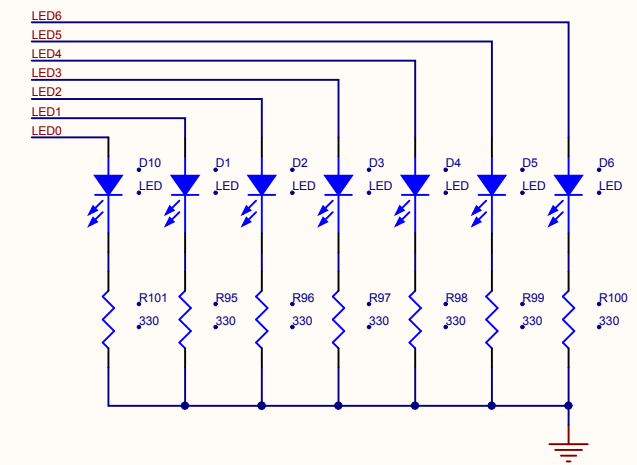 LED6
LED5
LED4
LED3
LED2
LED1
LED0
D10 D1 D2 D3 D4 D5 D6
LED LED LED LED LED LED LED
R101 R95 R96 R97 R98 R99 R100
330 330 330 330 330 330 330